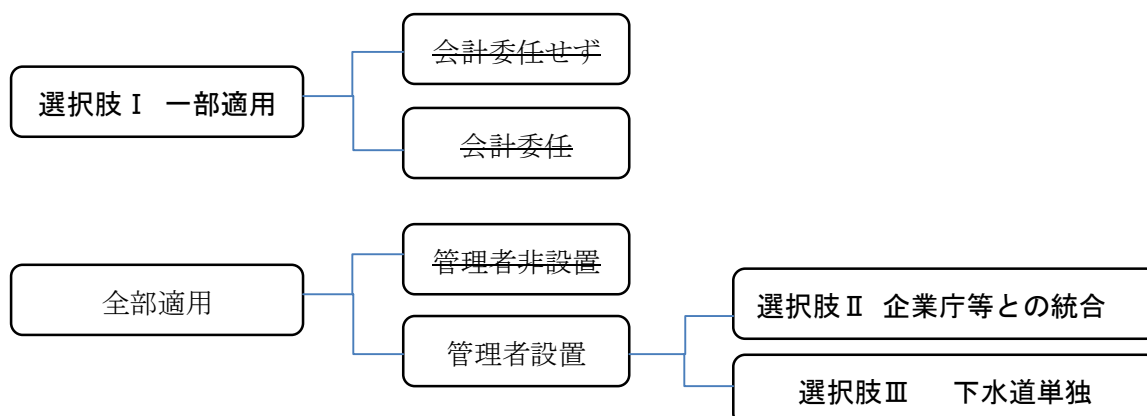 会計委任せず
選択肢Ⅰ 一部適用
会計委任
管理者非設置
全部適用
管理者設置
選択肢Ⅱ 企業庁等との統合
選択肢Ⅲ 下水道単独